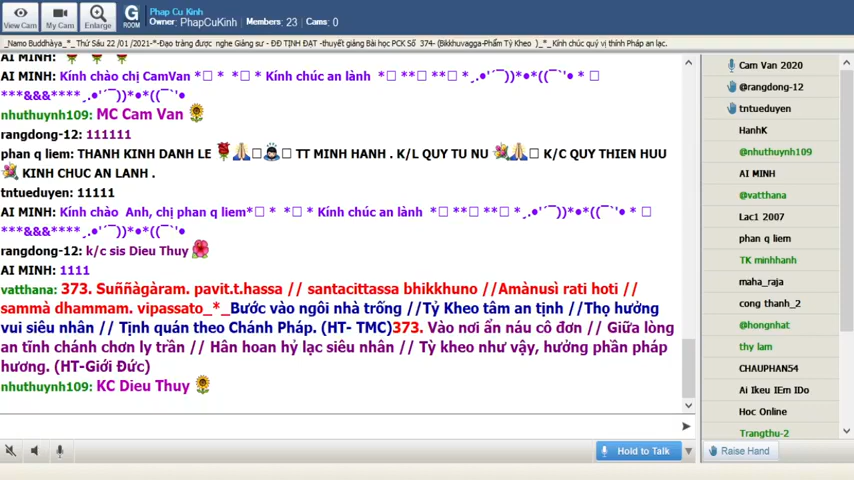 View Cam
My Cam
Enlarge
G
ROOM
Phap Cu Kinh
Owner: PhapCuKinh | Members: 23 | Cams: 0
_Namo Buddhàya_*_ Thứ Sáu 22 /01 /2021-*-Đạo tràng được nghe Giảng sư - ĐĐ TỊNH ĐẠT -thuyết giảng Bài học PCK Số 374- (Bikkhuvagga-Phẩm Tỳ Kheo )_*_ Kính chúc quý vị thính Pháp an lạc.
AI MINH:
AI MINH: Kính chào chị CamVan *□ * *□ * Kính chúc an lành *□ **□ **□ *¸.•'´¯))*•*((¯`'• * □
***&&&****¸.•'´¯))*•*((¯`'•
nhuthuynh109: MC Cam Van
rangdong-12: 111111
phan q liem: THANH KINH DANH LE TT MINH HANH . K/L QUY TU NU K/C QUY THIEN HUU
KINH CHUC AN LANH .
tntueduyen: 11111
AI MINH: Kính chào Anh, chị phan q liem*□ * *□ * Kính chúc an lành *□ **□ **□ *¸.•'´¯))*•*((¯`'• * □
***&&&****¸.•'´¯))*•*((¯`'•
rangdong-12: k/c sis Dieu Thuy
AI MINH: 1111
vatthana: 373. Suññàgàram. pavit.t.hassa // santacittassa bhikkhuno //Amànusì rati hoti //
sammà dhammam. vipassato_*_Bước vào ngôi nhà trống //Tỷ Kheo tâm an tịnh //Thọ hưởng
vui siêu nhân // Tịnh quán theo Chánh Pháp. (HT- TMC)373. Vào nơi ẩn náu cô đơn // Giữa lòng
an tĩnh chánh chơn ly trần // Hân hoan hỷ lạc siêu nhân // Tỳ kheo như vậy, hưởng phần pháp
hương. (HT-Giới Đức)
nhuthuynh109: KC Dieu Thuy
Hold to Talk
Cam Van 2020
@rangdong-12
tntueduyen
HanhK
@nhuthuynh109
AI MINH
@vatthana
Lac1 2007
phan q liem
TK minhhanh
maha_raja
cong thanh_2
@hongnhat
thy lam
CHAUPHAN54
Ai Ikeu IEm IDo
Hoc Online
Trangthu-2
Raise Hand